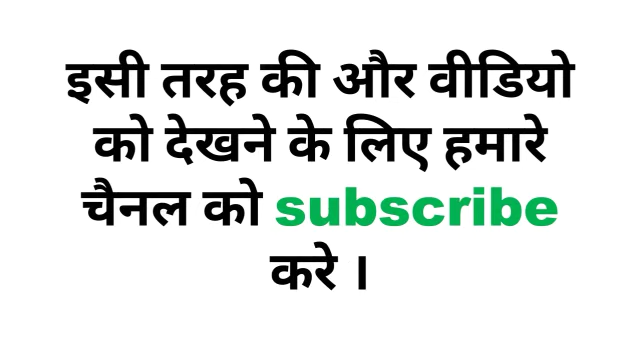 इसी तरह की और वीडियो
को देखने के लिए हमारे
चैनल को subscribe
करे ।